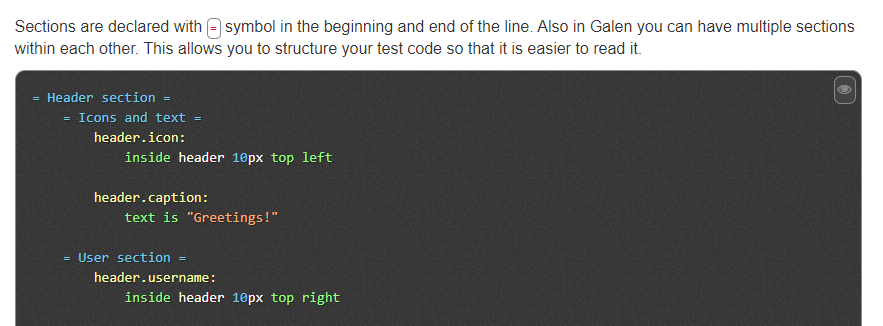 Sections are declared with = symbol in the beginning and end of the line. Also in Galen you can have multiple sections
within each other. This allows you to structure your test code so that it is easier to read it.
= Header section =
= Icons and text =
header.icon:
inside header 10px top left
header.caption:
text is "Greetings!"
= User section =
header.username:
inside header 10px top right